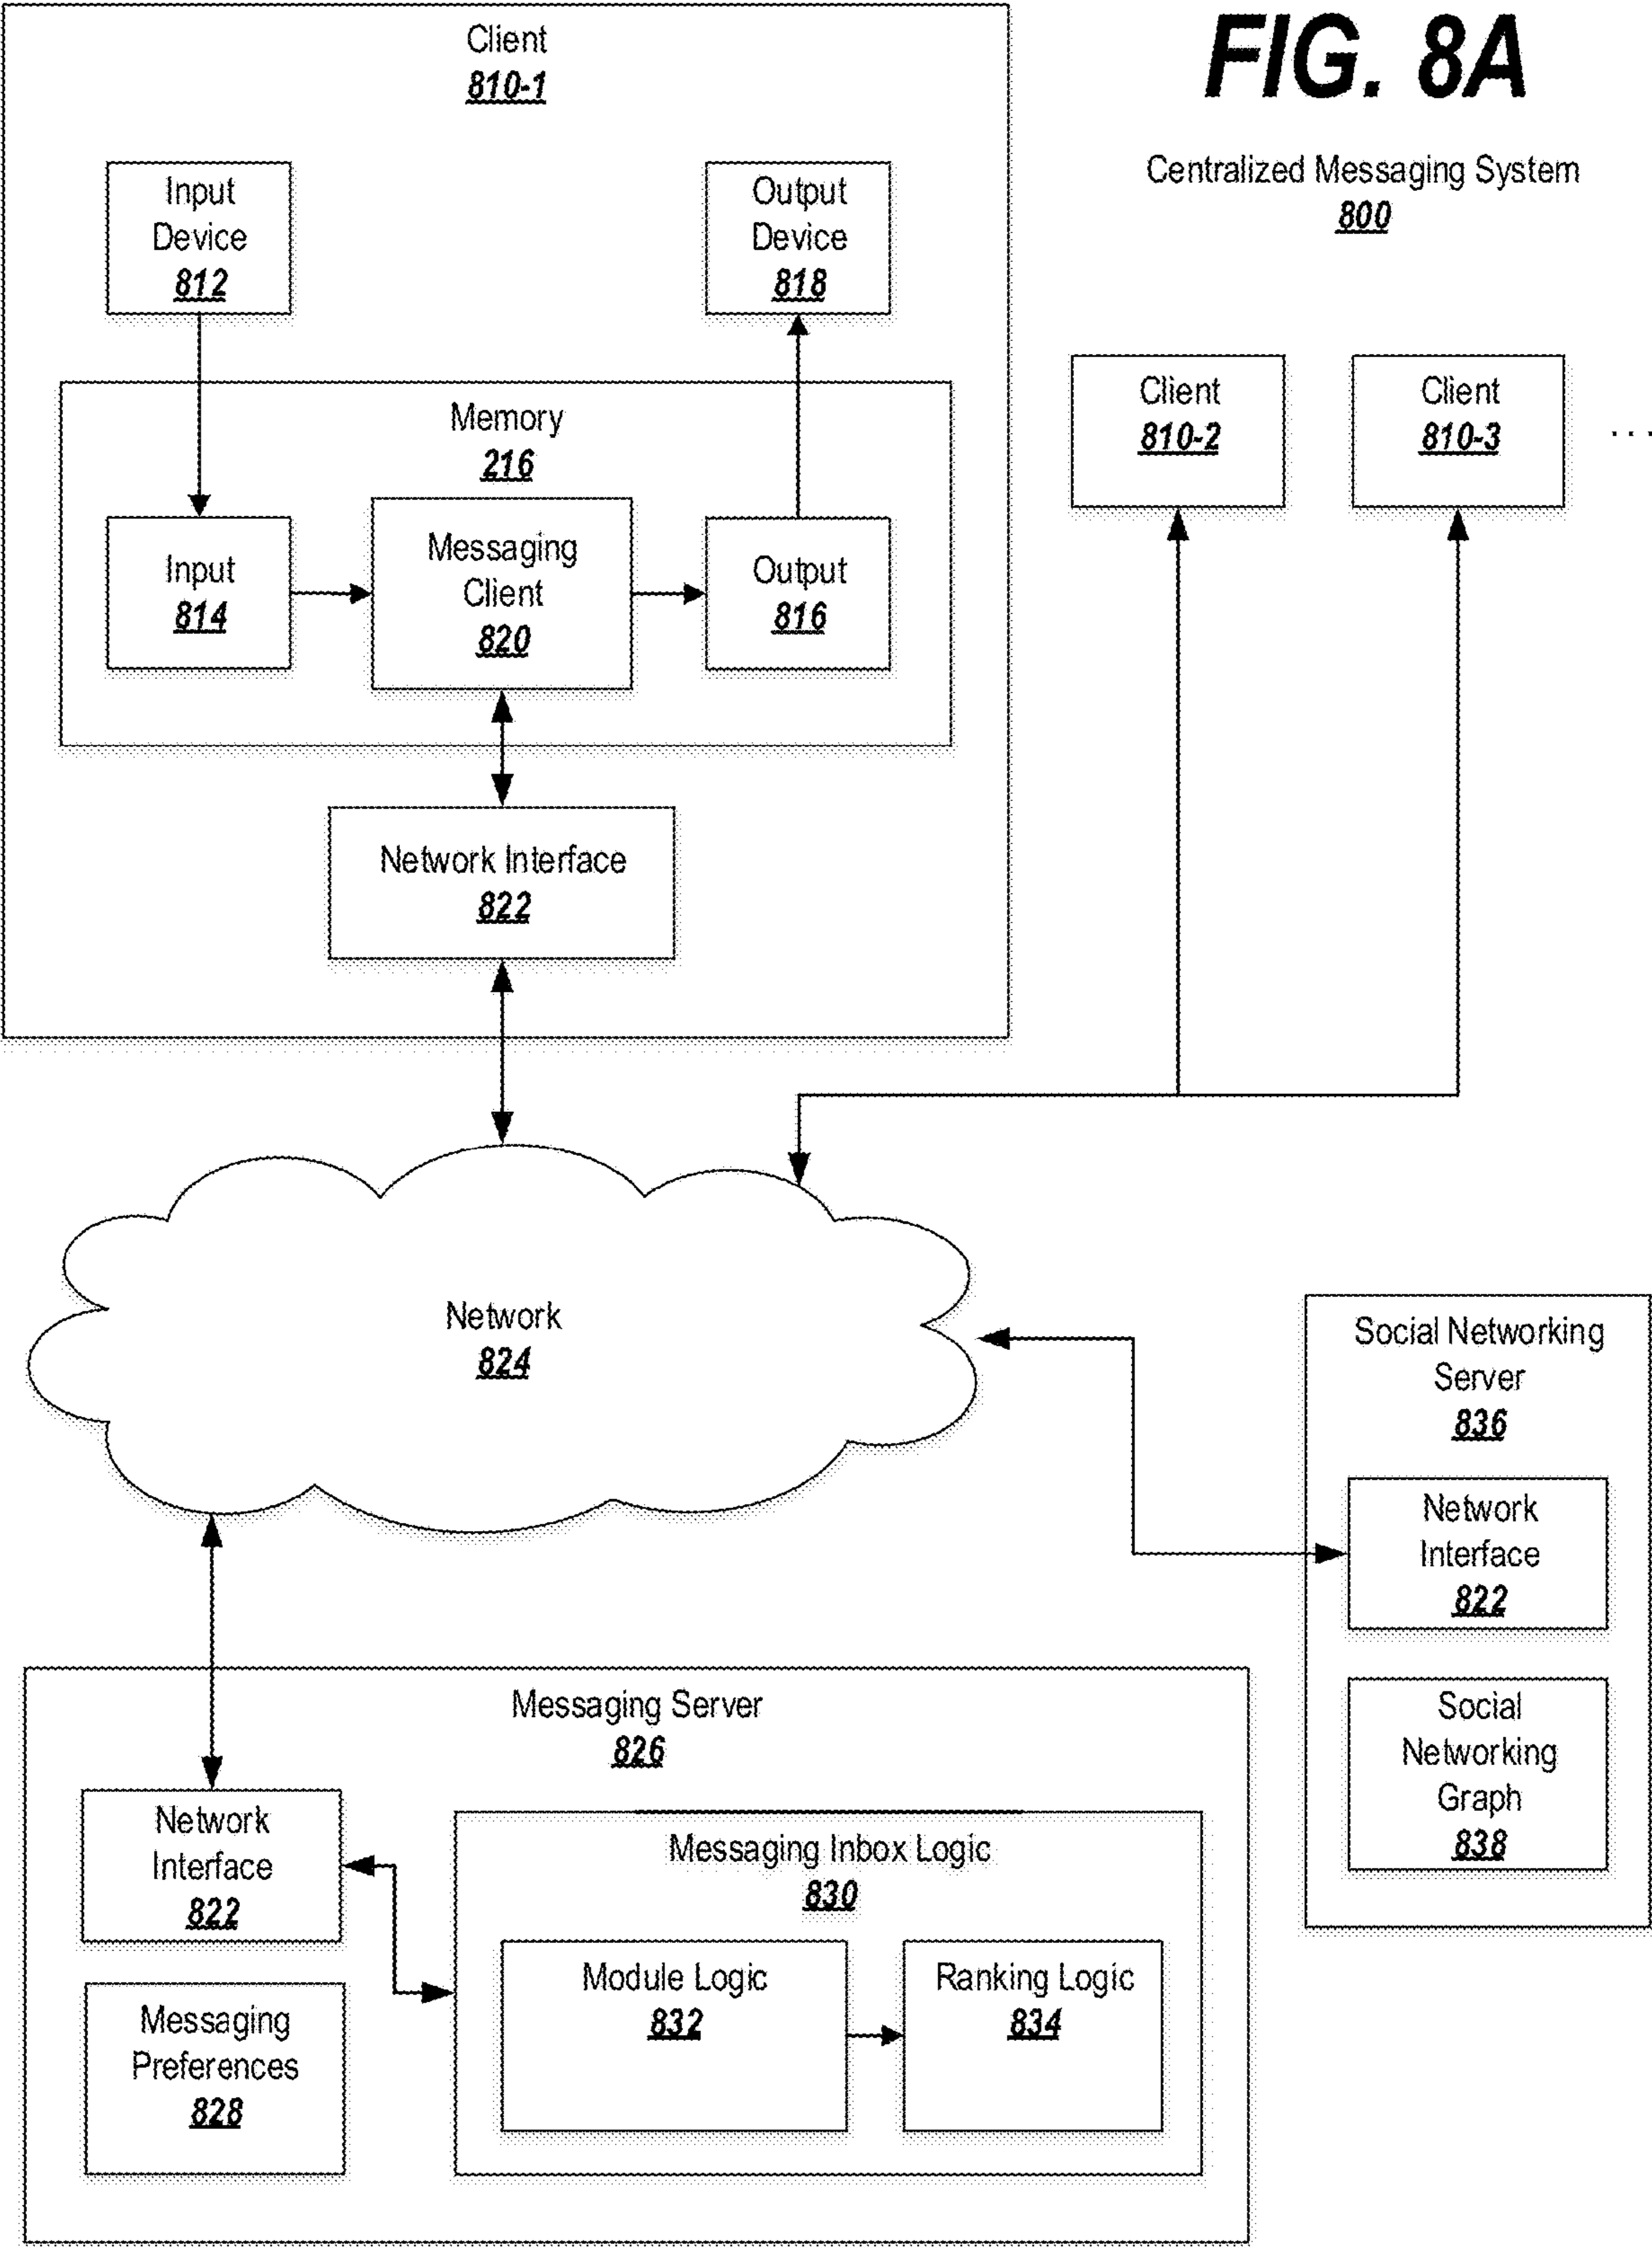 FIG. 8A
Centralized Messaging System
800
Client
810-1
Input
Device
812
Output
Device
818
Memory
216
Input
814
Messaging
Client
820
Output
816
Network Interface
822
Client
810-2
Client
810-3
...
Network
824
Social Networking
Server
836
Network
Interface
822
Social
Networking
Graph
838
Messaging Server
826
Network
Interface
822
Messaging
Preferences
828
Messaging Inbox Logic
830
Module Logic
832
Ranking Logic
834